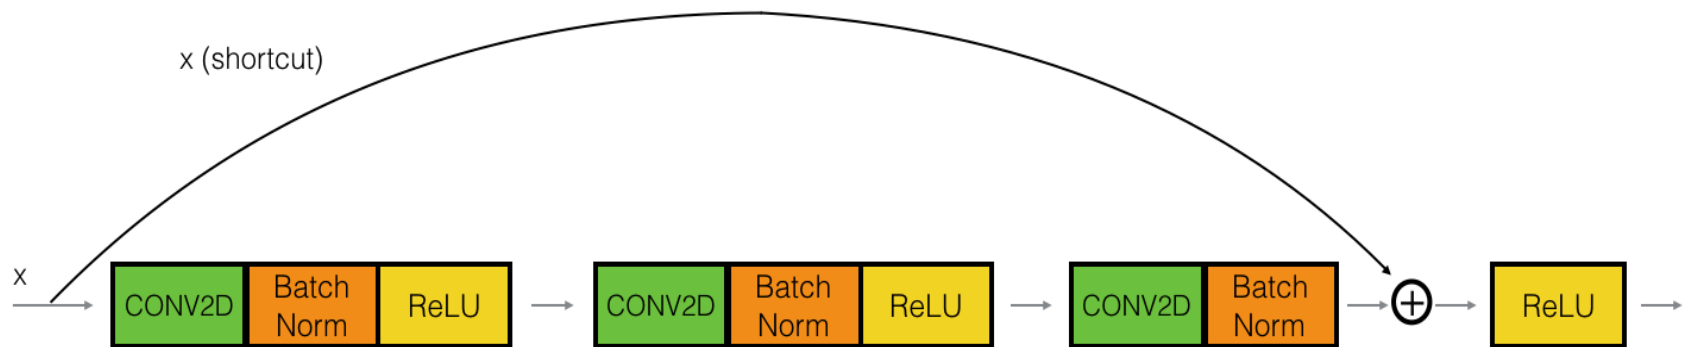 x (shortcut)
x
CONV2D
Batch
Norm
ReLU
CONV2D
Batch
Norm
ReLU
CONV2D
Batch
Norm
ReLU